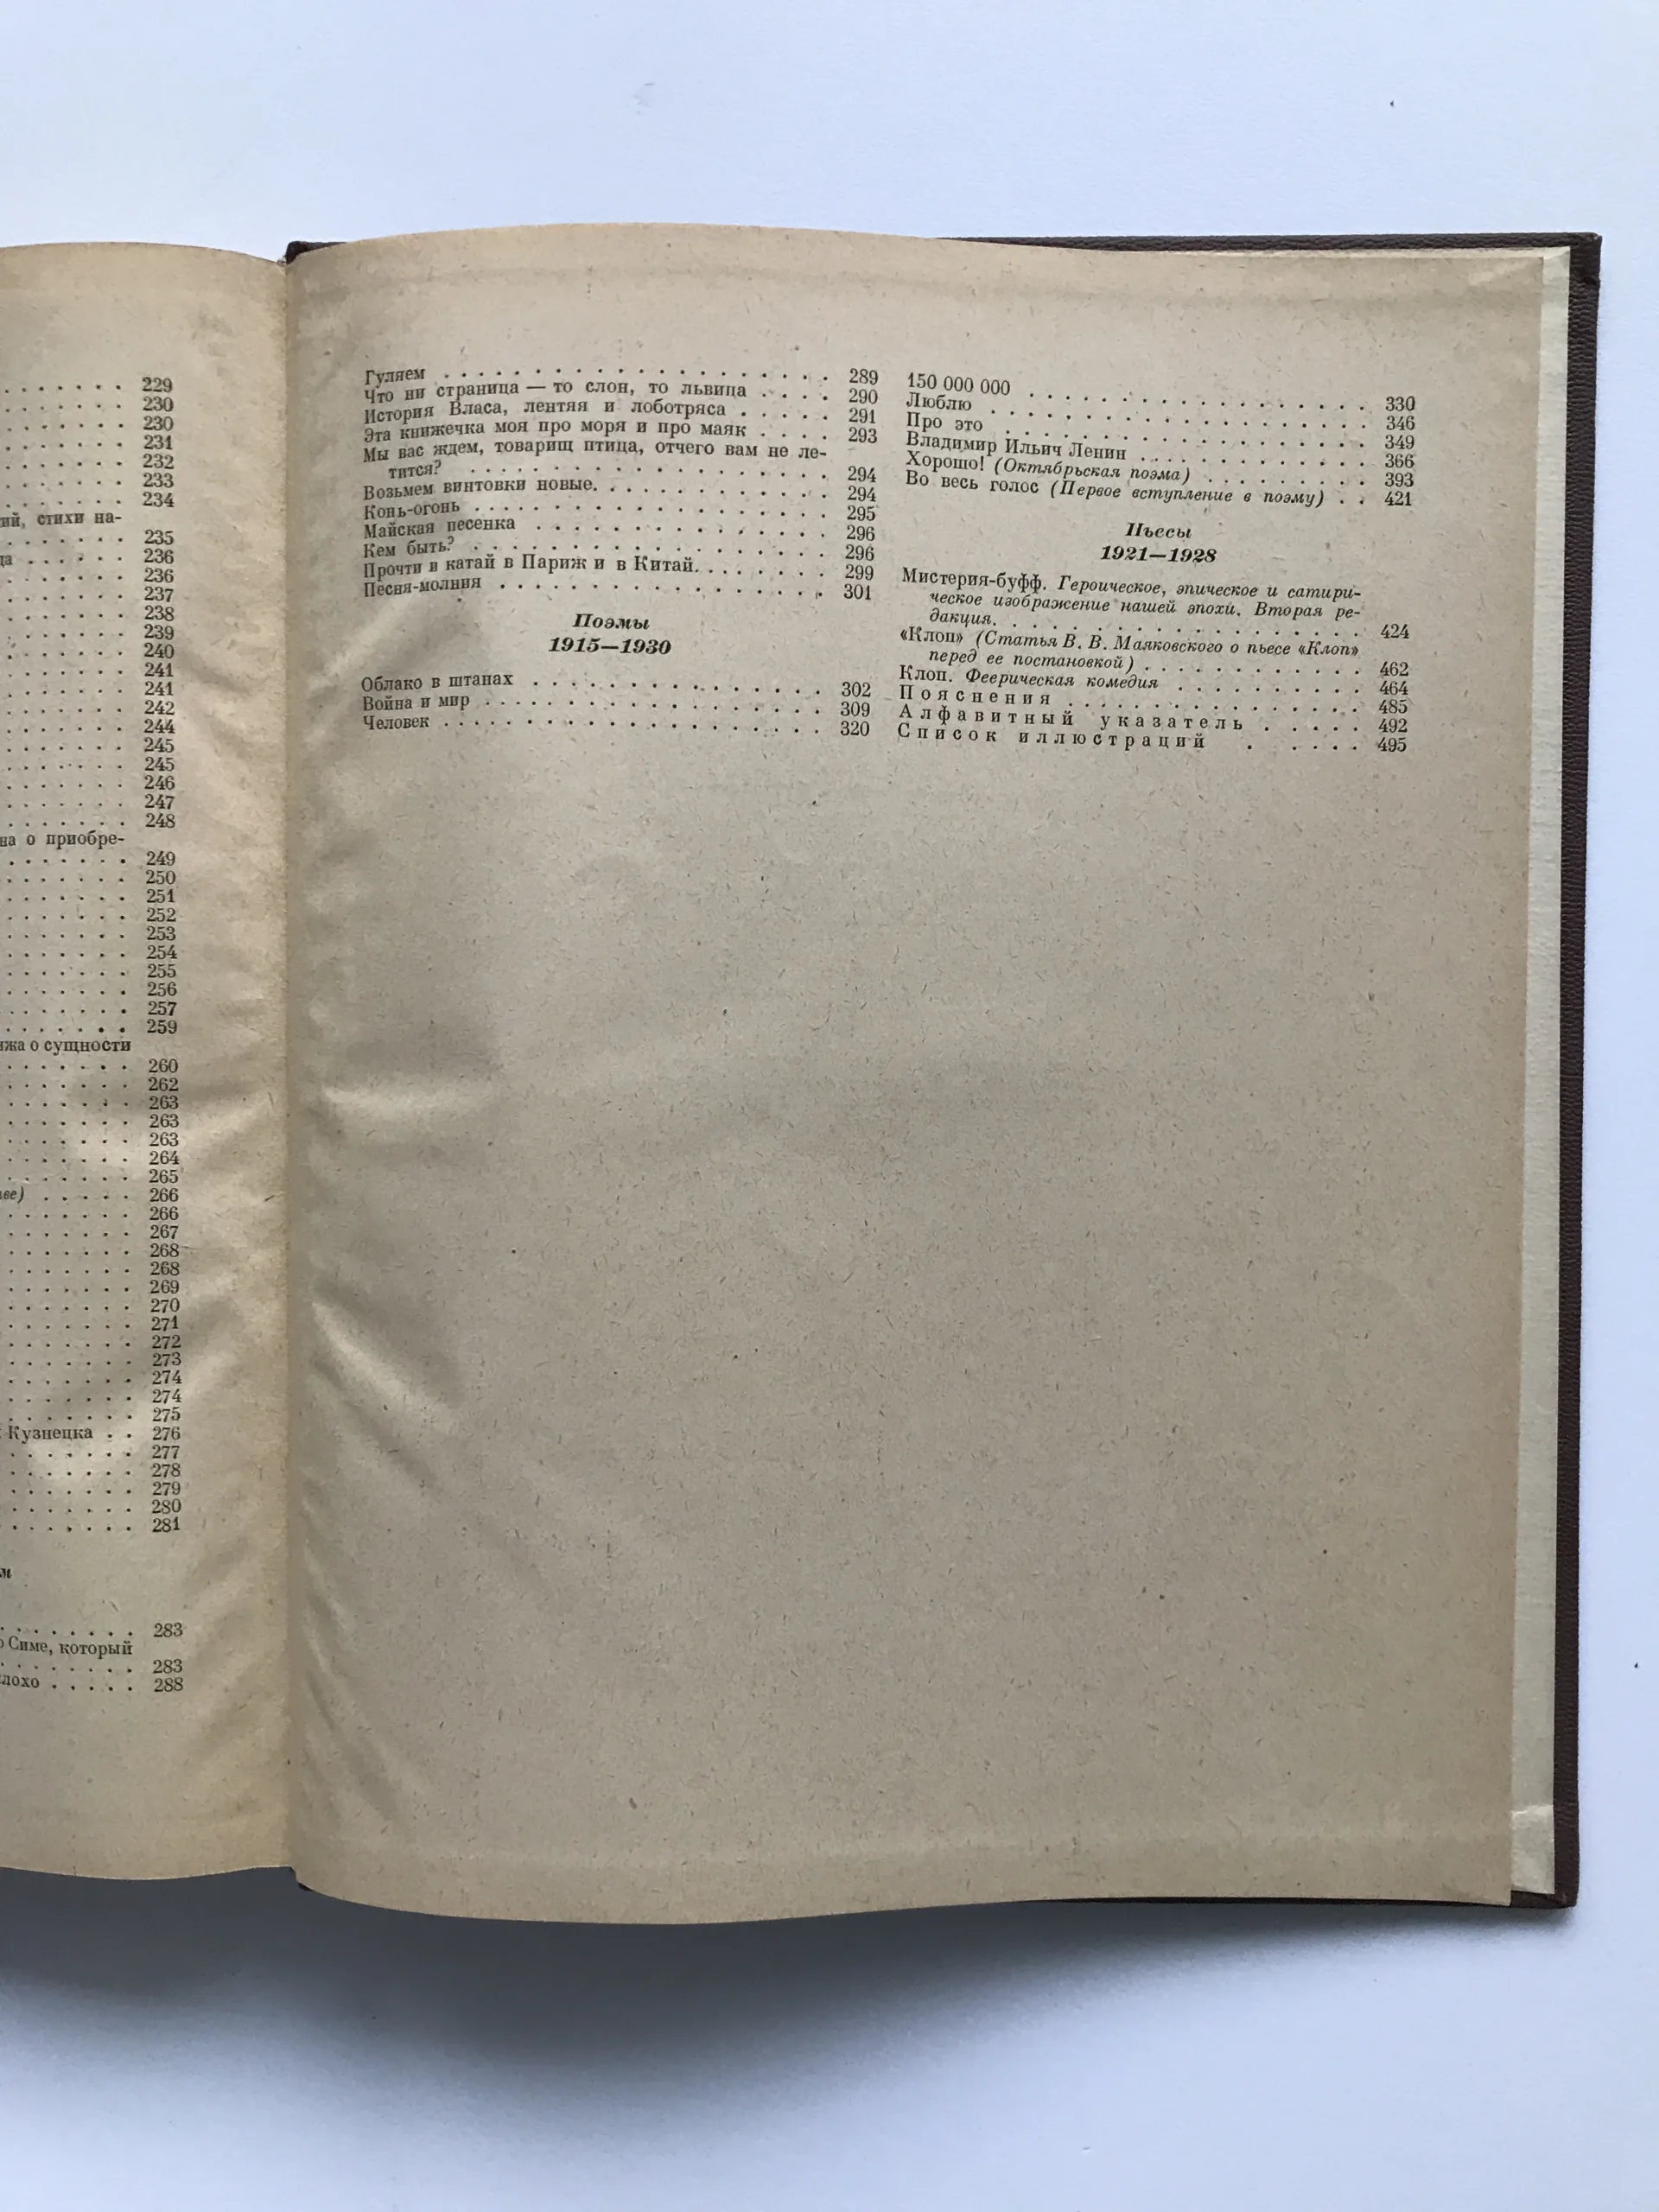 . . . . . . . 229
. . . . . . . 230
. . . . . . . 230
. . . . . . . 231
. . . . . . . 232
. . . . . . . 233
. . . . . . . 234
ий, стихи на-
. . . . . . . 235
. . . . . . 236
. . . . . . . 236
. . . . . . . 237
. . . . . . . 238
. . . . . . . 239
. . . . . . . 240
. . . . . . . 241
. . . . . . . 241
. . . . . . . 242
. . . . . . . 244
. . . . . . . 245
. . . . . . . 245
. . . . . . . 246
. . . . . . . 247
. . . . . . . 248
на о приобре-
. . . . . . . 249
. . . . . . . 250
. . . . . . . 251
. . . . . . . 252
. . . . . . . 253
. . . . . . . 254
. . . . . . . 255
. . . . . . . 256
. . . . . . . 257
. . . . . . . 259
ижа о сущности
. . . . . . . 260
. . . . . . . 262
. . . . . . . 263
. . . . . . . 263
. . . . . . . 263
. . . . . . . 264
. . . . . . . 265
ве) . . . . . 266
. . . . . . . 266
. . . . . . . 267
. . . . . . . 268
. . . . . . . 268
. . . . . . . 269
. . . . . . . 270
. . . . . . . 271
. . . . . . . 272
. . . . . . . 273
. . . . . . . 274
. . . . . . . 274
. . . . . . . 275
Кузнецка . . 276
. . . . . . . 277
. . . . . . . 278
. . . . . . . 279
. . . . . . . 280
. . . . . . . 281
м
. . . . . . . 283
о Симе, который
. . . . . . . 283
лохо . . . . . 288
Гуляем . . . . . . . . . . . . . . . . . . . . . . 289
Что ни страница — то слон, то львица . . . . 290
История Власа, лентяя и лоботряса . . . . . 291
Эта книжечка моя про моря и про маяк . . . . 293
Мы вас ждем, товарищ птица, отчего вам не ле-
тится? . . . . . . . . . . . . . . . . . . . . 294
Возьмем винтовки новые. . . . . . . . . . . . . 294
Конь-огонь . . . . . . . . . . . . . . . . . . . . 295
Майская песенка . . . . . . . . . . . . . . . . . 296
Кем быть? . . . . . . . . . . . . . . . . . . . . 296
Прочти и катай в Париж и в Китай. . . . . . . . 299
Песня-молния . . . . . . . . . . . . . . . . . . . 301
Поэмы
1915—1930
Облако в штанах . . . . . . . . . . . . . . . . . 302
Война и мир . . . . . . . . . . . . . . . . . . . 309
Человек . . . . . . . . . . . . . . . . . . . . . . 320
150 000 000 . . . . . . . . . . . . . . . . . . . 330
Люблю . . . . . . . . . . . . . . . . . . . . . . 346
Про это . . . . . . . . . . . . . . . . . . . . . 349
Владимир Ильич Ленин . . . . . . . . . . . . . 366
Хорошо! (Октябрьская поэма) . . . . . . . . . 393
Во весь голос (Первое вступление в поэму) . . 421
Пьесы
1921—1928
Мистерия-буфф. Героическое, эпическое и сатири-
ческое изображение нашей эпохи. Вторая ре-
дакция. . . . . . . . . . . . . . . . . . . . . . 424
«Клоп» (Статья В. В. Маяковского о пьесе «Клоп»
перед ее постановкой) . . . . . . . . . . . . 462
Клоп. Феерическая комедия . . . . . . . . . . . 464
Пояснения . . . . . . . . . . . . . . . . . 485
Алфавитный указатель . . . . . 492
Список иллюстраций . . . . . 495